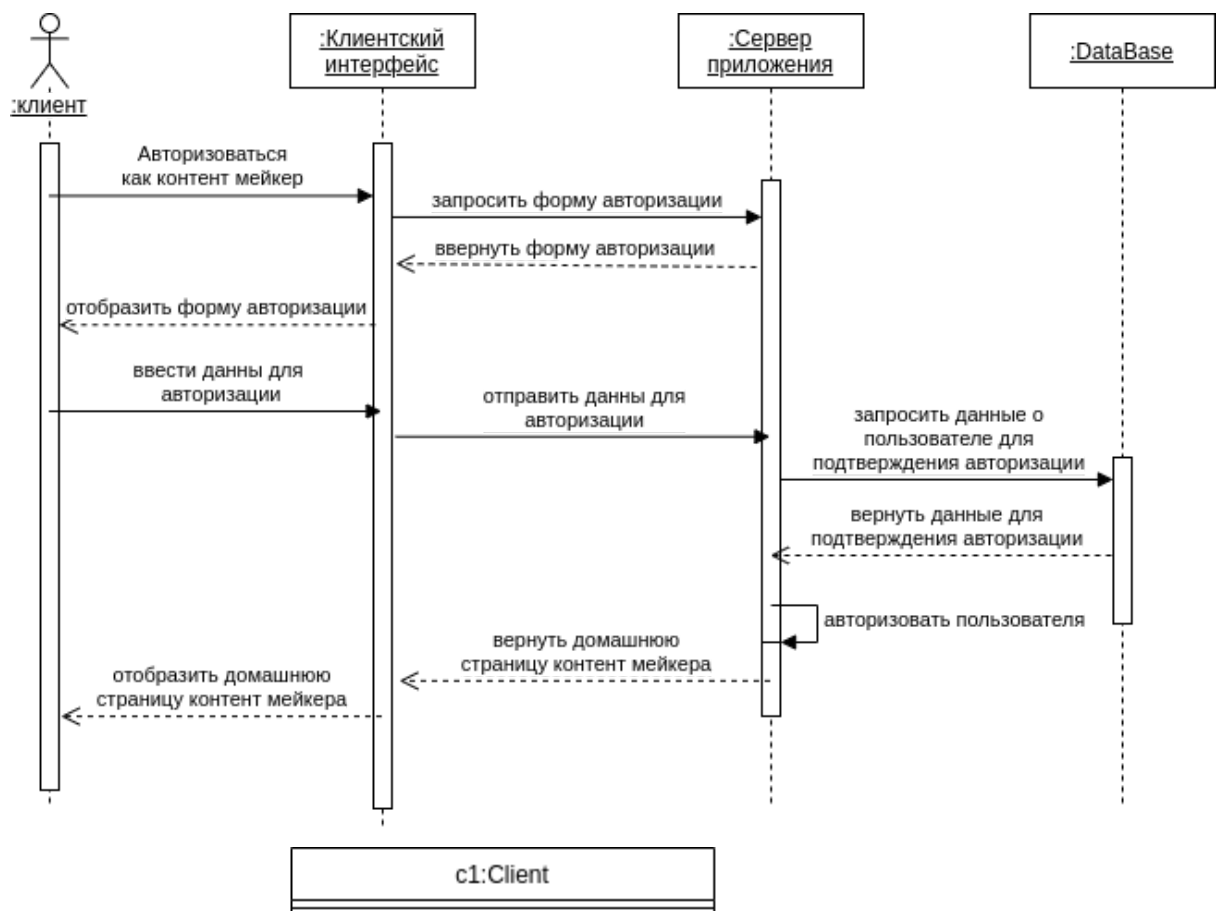 :клиент
:Клиентский
интерфейс
:Сервер
приложения
:DataBase
Авторизоваться
как контент мейкер
запросить форму авторизации
ввернуть форму авторизации
отобразить форму авторизации
ввести данны для
авторизации
отправить данны для
авторизации
запросить данные о
пользователе для
подтверждения авторизации
вернуть данные для
подтверждения авторизации
авторизовать пользователя
вернуть домашнюю
страницу контент мейкера
отобразить домашнюю
страницу контент мейкера
c1:Client